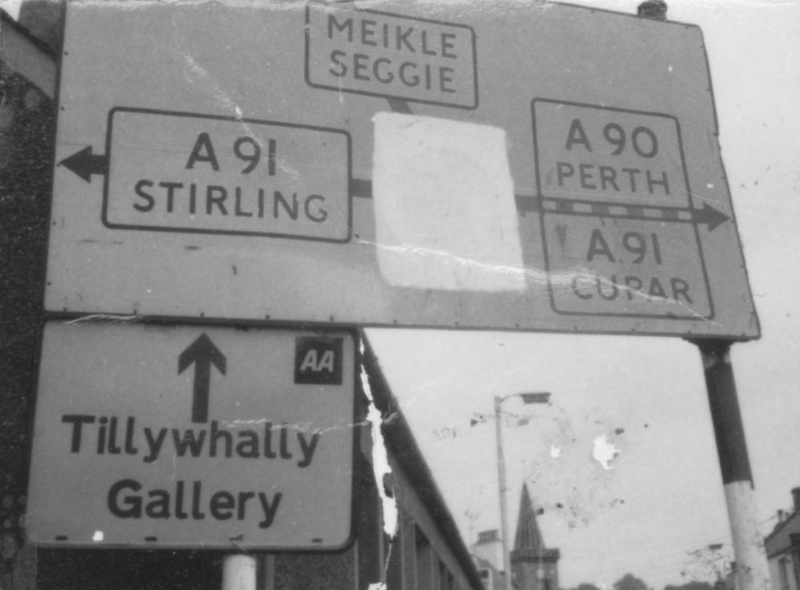 MEIKLE
SEGGIE
A 91
STIRLING
A 90
PERTH
A 91
CUPAR
AA
Tillywhally
Gallery